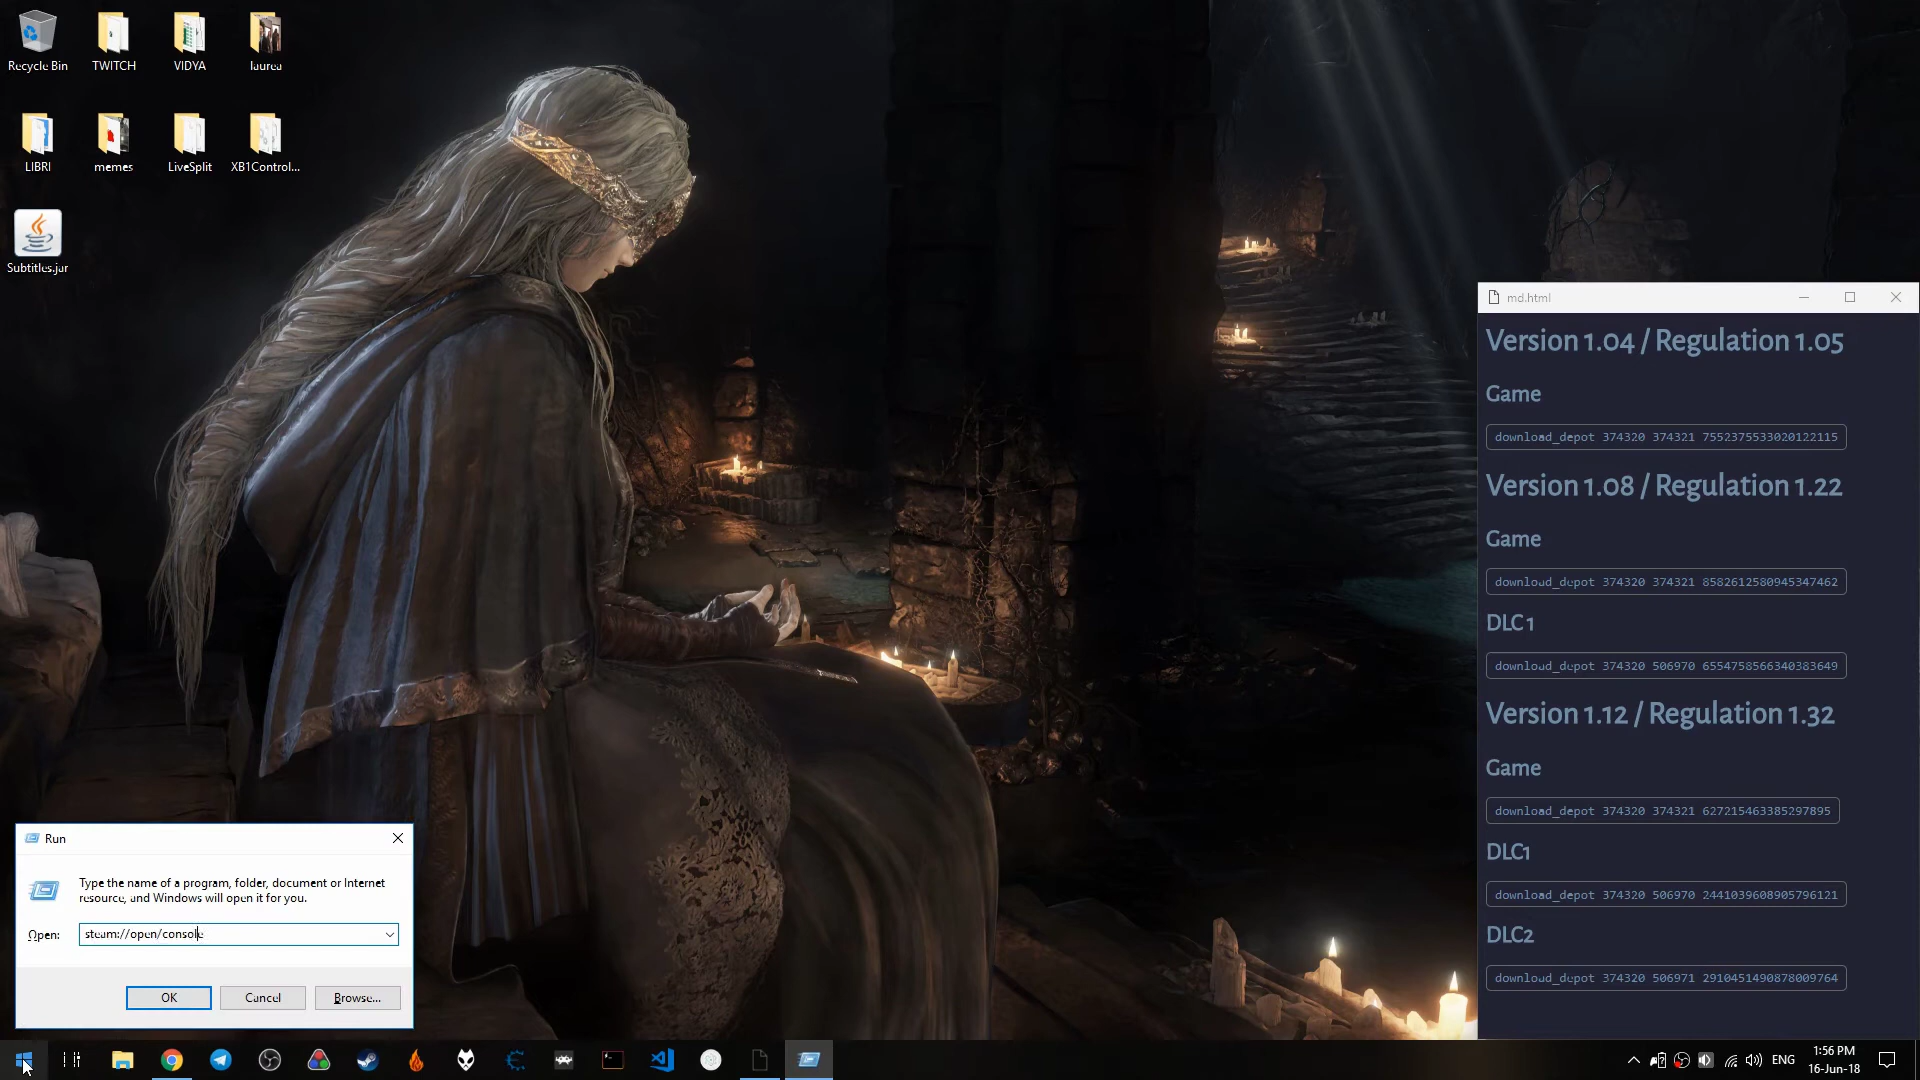 Recycle Bin
TWITCH
VIDYA
laurea
LIBRI
memes
LiveSplit
XB1Control...
Subtitles.jar
md.html
Version 1.04 / Regulation 1.05
Game
download_depot 374320 374321 7552375533020122115
Version 1.08 / Regulation 1.22
Game
download_depot 374320 374321 8582612580945347462
DLC 1
download_depot 374320 506970 6554758566340383649
Version 1.12 / Regulation 1.32
Game
download_depot 374320 374321 627215463385297895
DLC1
download_depot 374320 506970 2441039608905796121
DLC2
download_depot 374320 506971 2910451490878009764
Run
Type the name of a program, folder, document or Internet
resource, and Windows will open it for you.
Open: steam://open/console
OK Cancel Browse...
ENG
1:56 PM
16-Jun-18